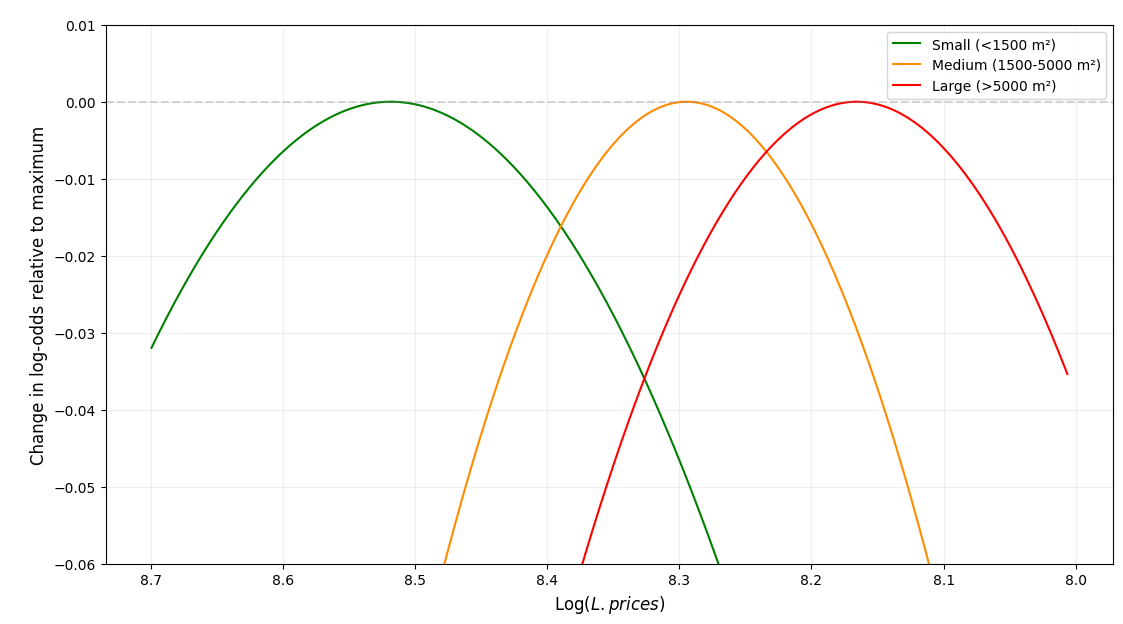 Change in log-odds relative to maximum
0.01
0.00
−0.01
−0.02
−0.03
−0.04
−0.05
−0.06
Small (<1500 m²)
Medium (1500-5000 m²)
Large (>5000 m²)
8.7 8.6 8.5 8.4 8.3 8.2 8.1 8.0
Log(L. prices)